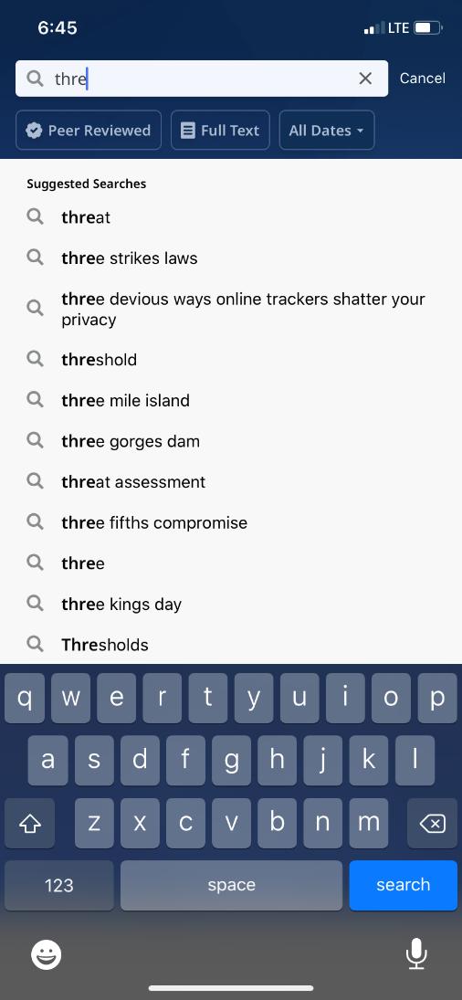 6:45
LTE
thre
Cancel
Peer Reviewed
Full Text
All Dates
Suggested Searches
threat
three strikes laws
three devious ways online trackers shatter your
privacy
threshold
three mile island
three gorges dam
threat assessment
three fifths compromise
three
three kings day
Thresholds
q w e r t y u i o p
a s d f g h j k l
z x c v b n m
123 space search